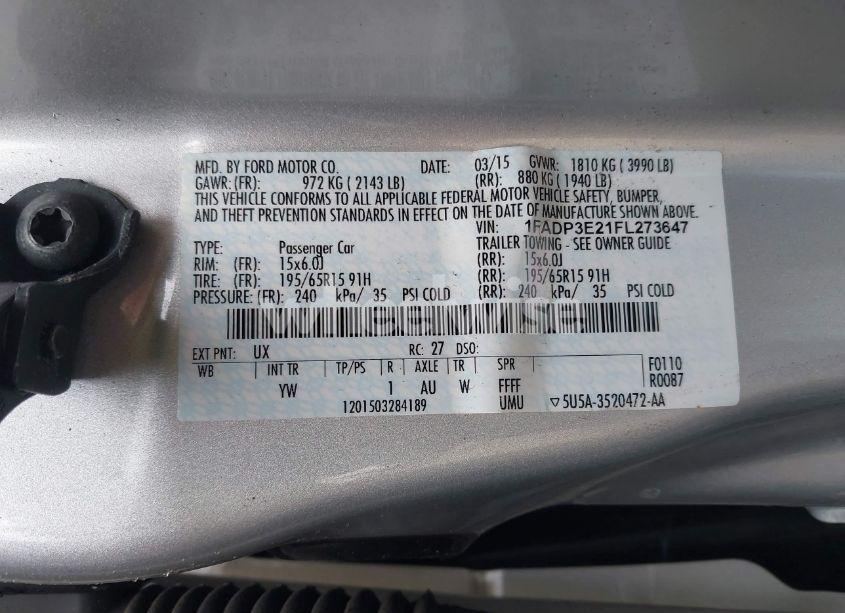 MFD. BY FORD MOTOR CO. DATE: 03/15 GVWR: 1810 KG ( 3990 LB)
GAWR: (FR): 972 KG ( 2143 LB) (RR): 880 KG ( 1940 LB)
THIS VEHICLE CONFORMS TO ALL APPLICABLE FEDERAL MOTOR VEHICLE SAFETY, BUMPER,
AND THEFT PREVENTION STANDARDS IN EFFECT ON THE DATE OF MANUFACTURE SHOWN ABOVE.
VIN: 1FADP3E21FL273647
TYPE: Passenger Car TRAILER TOWING - SEE OWNER GUIDE
RIM: (FR): 15x6.0J (RR): 15x6.0J
TIRE: (FR): 195/65R15 91H (RR): 195/65R15 91H
PRESSURE: (FR): 240 kPa/ 35 PSI COLD (RR): 240 kPa/ 35 PSI COLD
EXT PNT: UX RC: 27 DSO:
WB INT TR TP/PS R AXLE TR SPR F0110
YW 1 AU W FFFF R0087
1201503284189 UMU ▽5U5A-3520472-AA